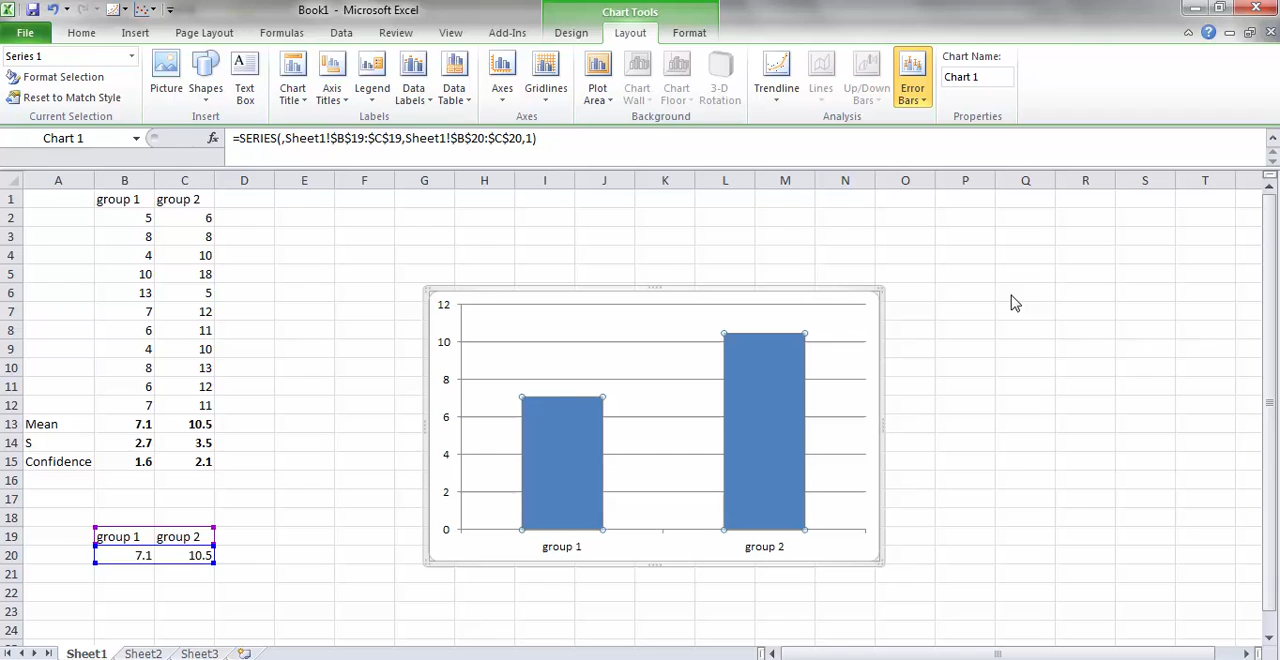 Book1 - Microsoft Excel
Chart Tools
File Home Insert Page Layout Formulas Data Review View Add-Ins Design Layout Format
Series 1
Format Selection
Reset to Match Style
Current Selection
Picture Shapes Text Box
Insert
Chart Title Axis Titles Legend Data Labels Data Table
Labels
Axes Gridlines
Axes
Plot Area Chart Wall Chart Floor 3-D Rotation
Background
Trendline Lines Up/Down Bars Error Bars
Analysis
Chart Name:
Chart 1
Properties
Chart 1 fx =SERIES(,Sheet1!$B$19:$C$19,Sheet1!$B$20:$C$20,1)
A B C D E F G H I J K L M N O P Q R S T
1 group 1 group 2
2 5 6
3 8 8
4 4 10
5 10 18
6 13 5
7 7 12
8 6 11
9 4 10
10 8 13
11 6 12
12 7 11
13 Mean 7.1 10.5
14 S 2.7 3.5
15 Confidence 1.6 2.1
16
17
18
19 group 1 group 2
20 7.1 10.5
21
22
23
24
12
10
8
6
4
2
0
group 1 group 2
Sheet1 Sheet2 Sheet3